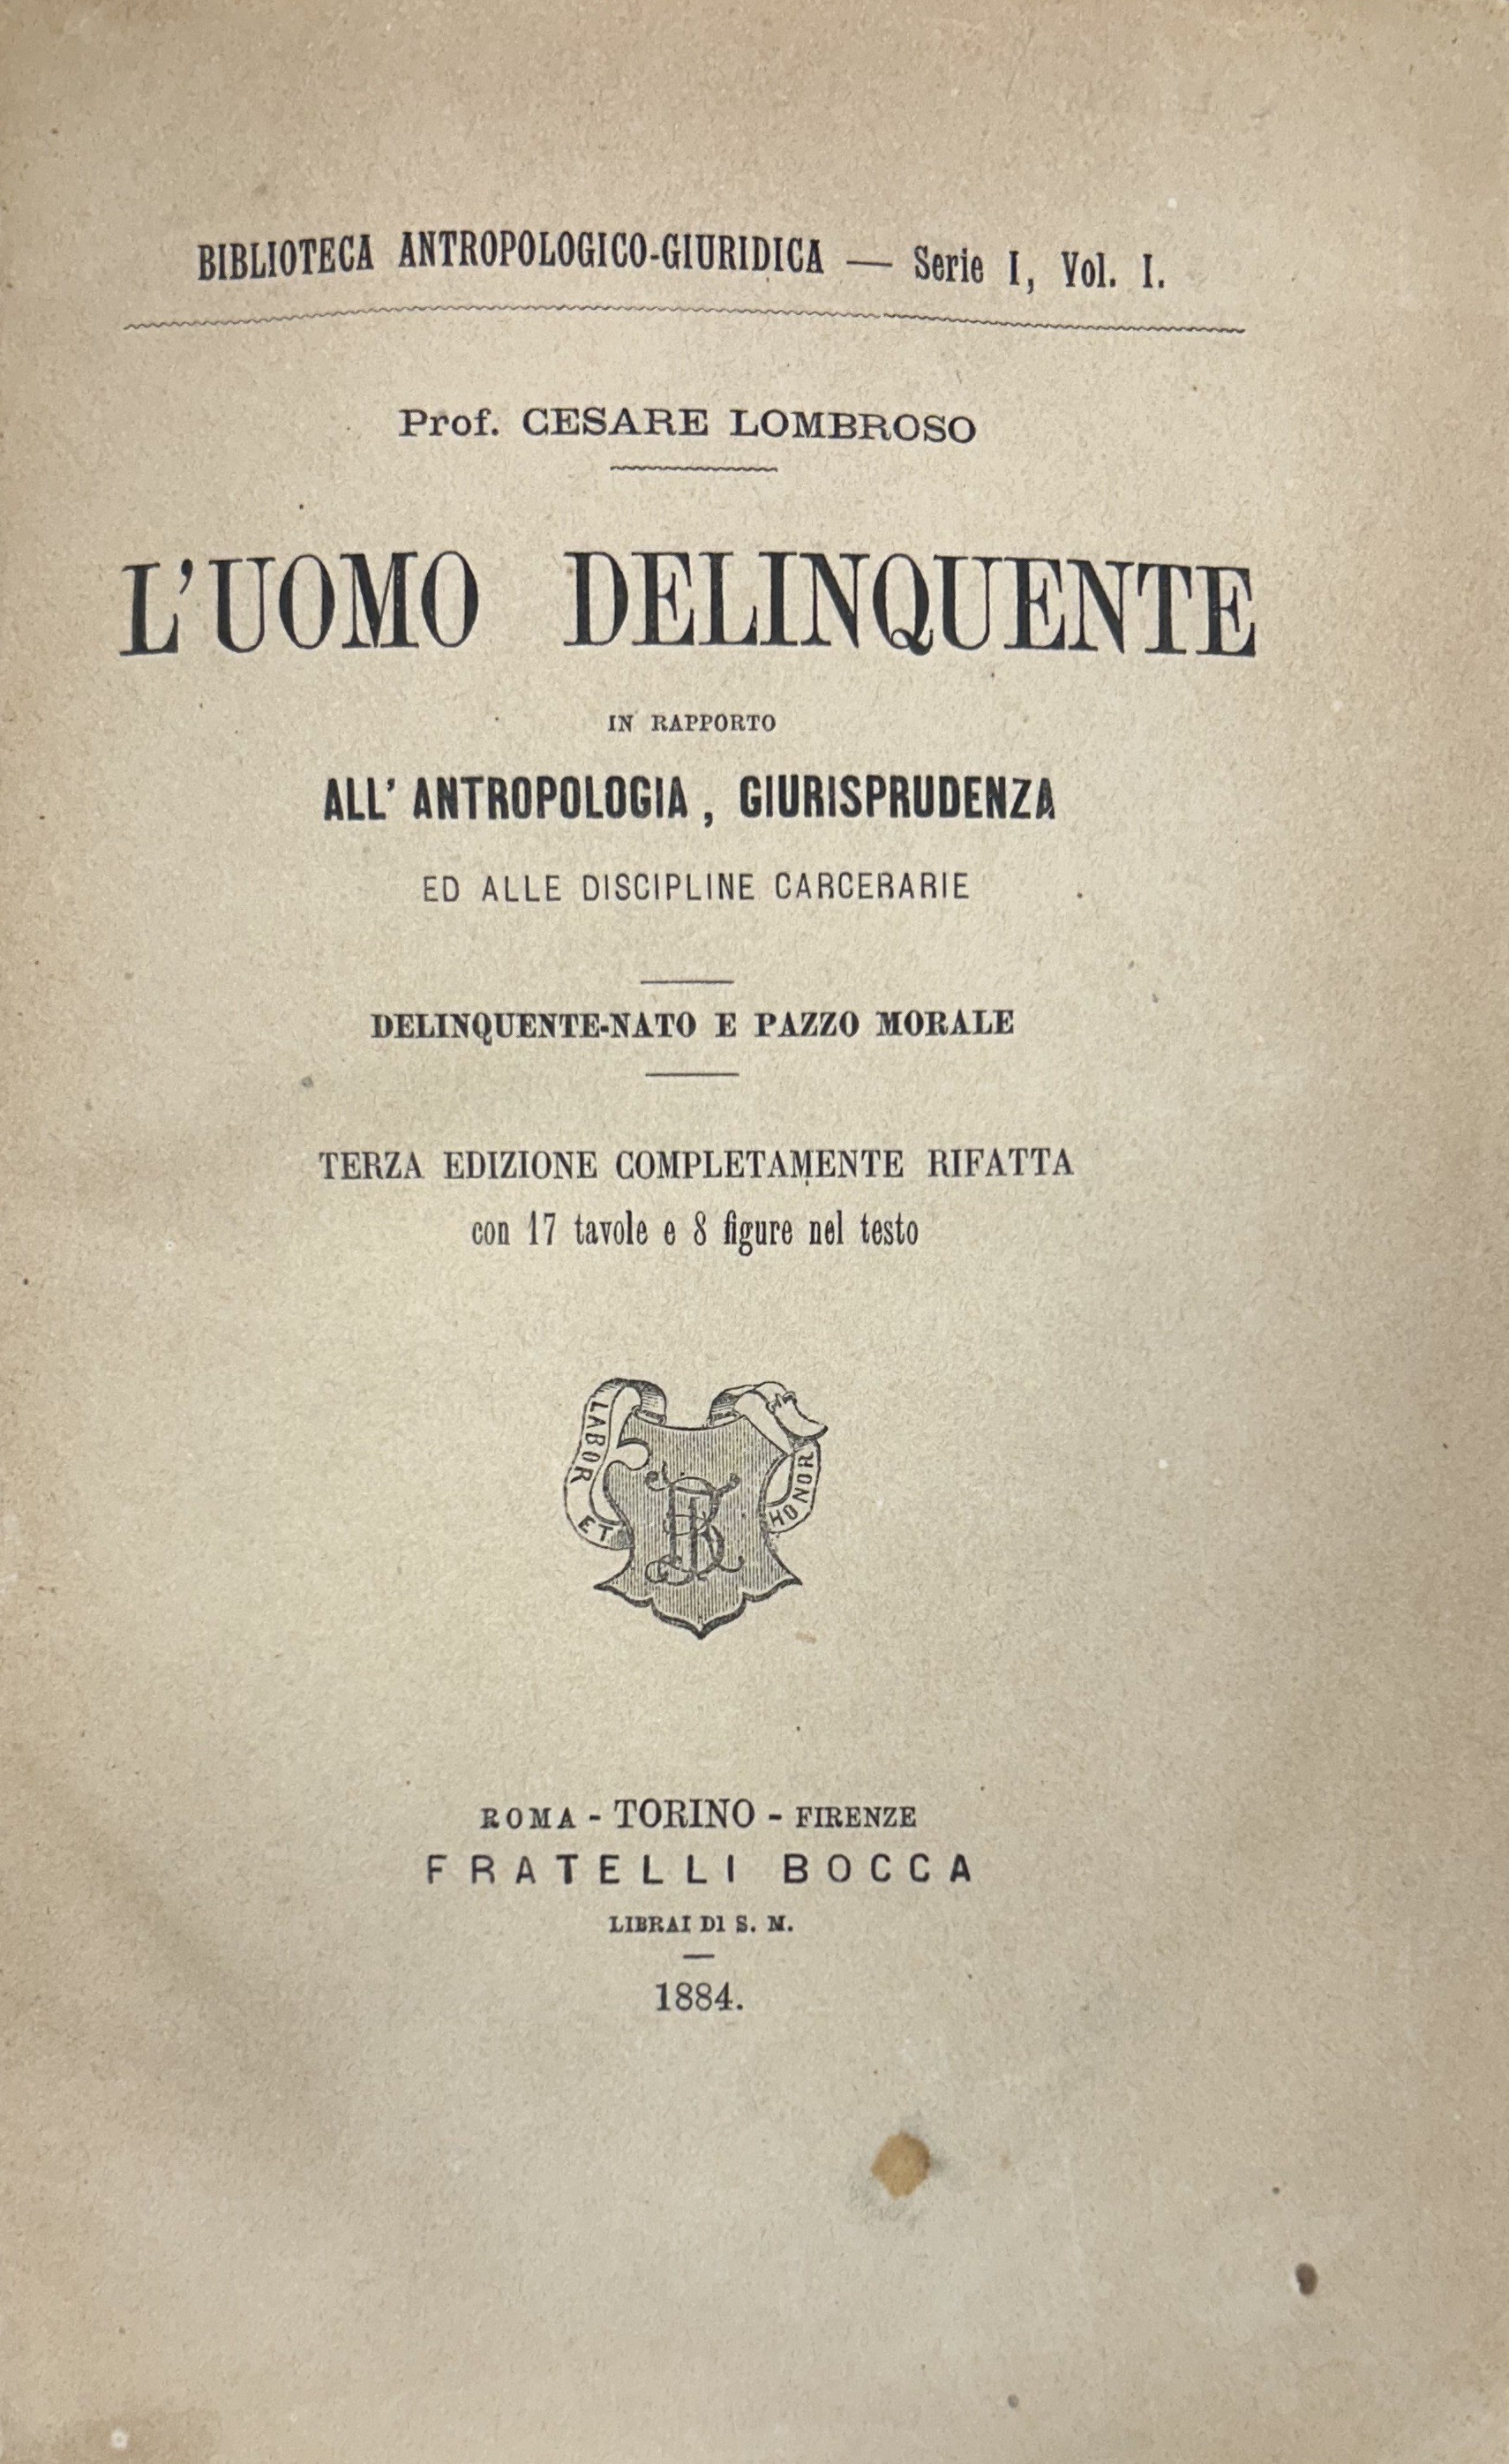 BIBLIOTECA ANTROPOLOGICO-GIURIDICA — Serie I, Vol. I.
Prof. CESARE LOMBROSO
L'UOMO DELINQUENTE
IN RAPPORTO
ALL' ANTROPOLOGIA, GIURISPRUDENZA
ED ALLE DISCIPLINE CARCERARIE
DELINQUENTE-NATO E PAZZO MORALE
TERZA EDIZIONE COMPLETAMENTE RIFATTA
con 17 tavole e 8 figure nel testo
LABOR ET HONOR
ROMA - TORINO - FIRENZE
FRATELLI BOCCA
LIBRAI DI S. M.
1884.